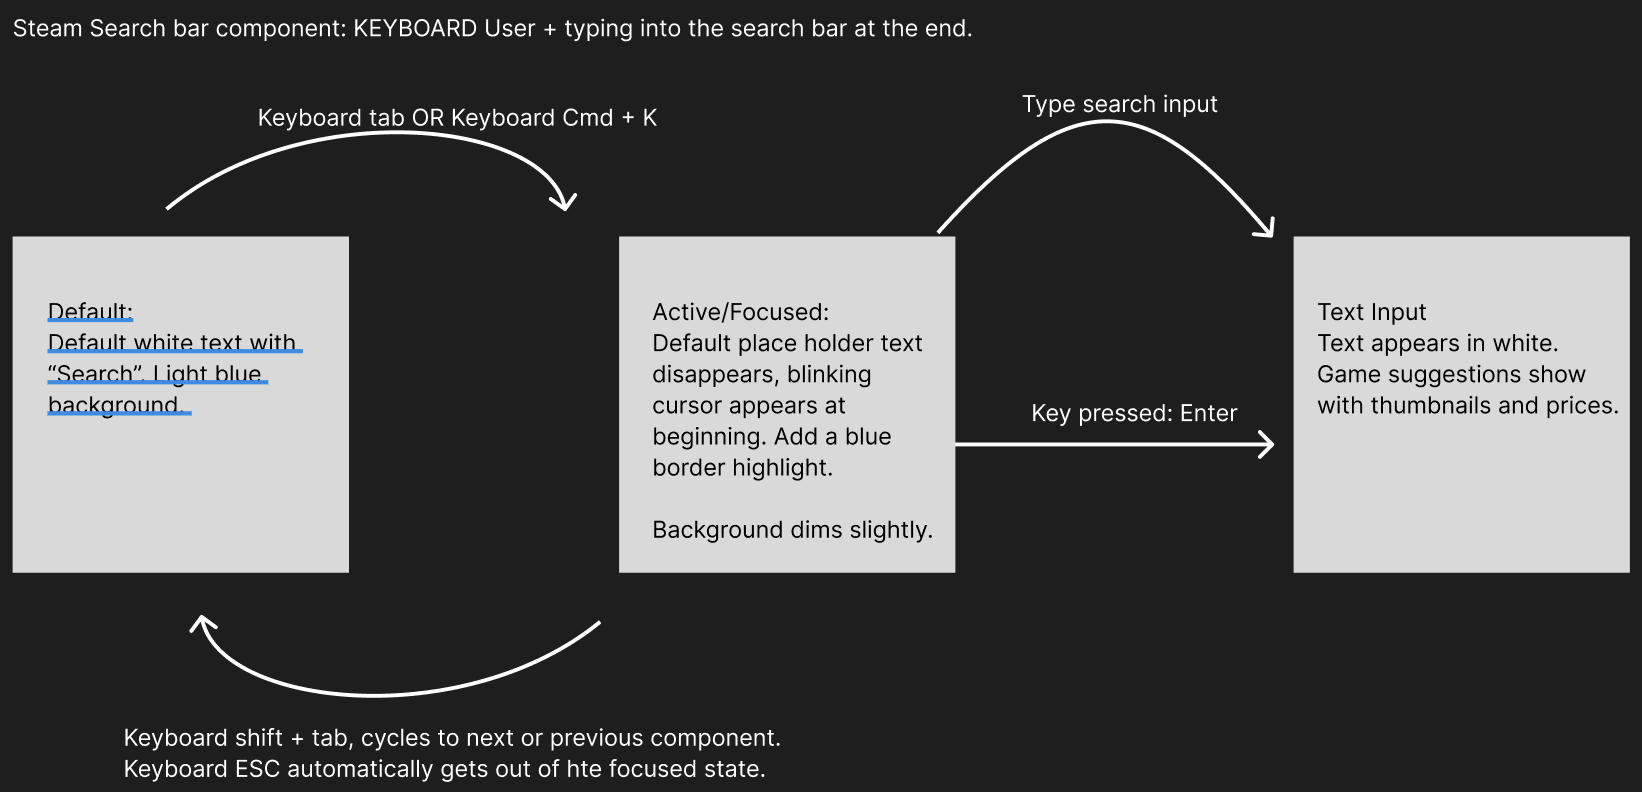 Steam Search bar component: KEYBOARD User + typing into the search bar at the end.
Keyboard tab OR Keyboard Cmd + K
Type search input
Default:
Default white text with
“Search”. Light blue
background.
Active/Focused:
Default place holder text
disappears, blinking
cursor appears at
beginning. Add a blue
border highlight.
Background dims slightly.
Key pressed: Enter
Text Input
Text appears in white.
Game suggestions show
with thumbnails and prices.
Keyboard shift + tab, cycles to next or previous component.
Keyboard ESC automatically gets out of hte focused state.